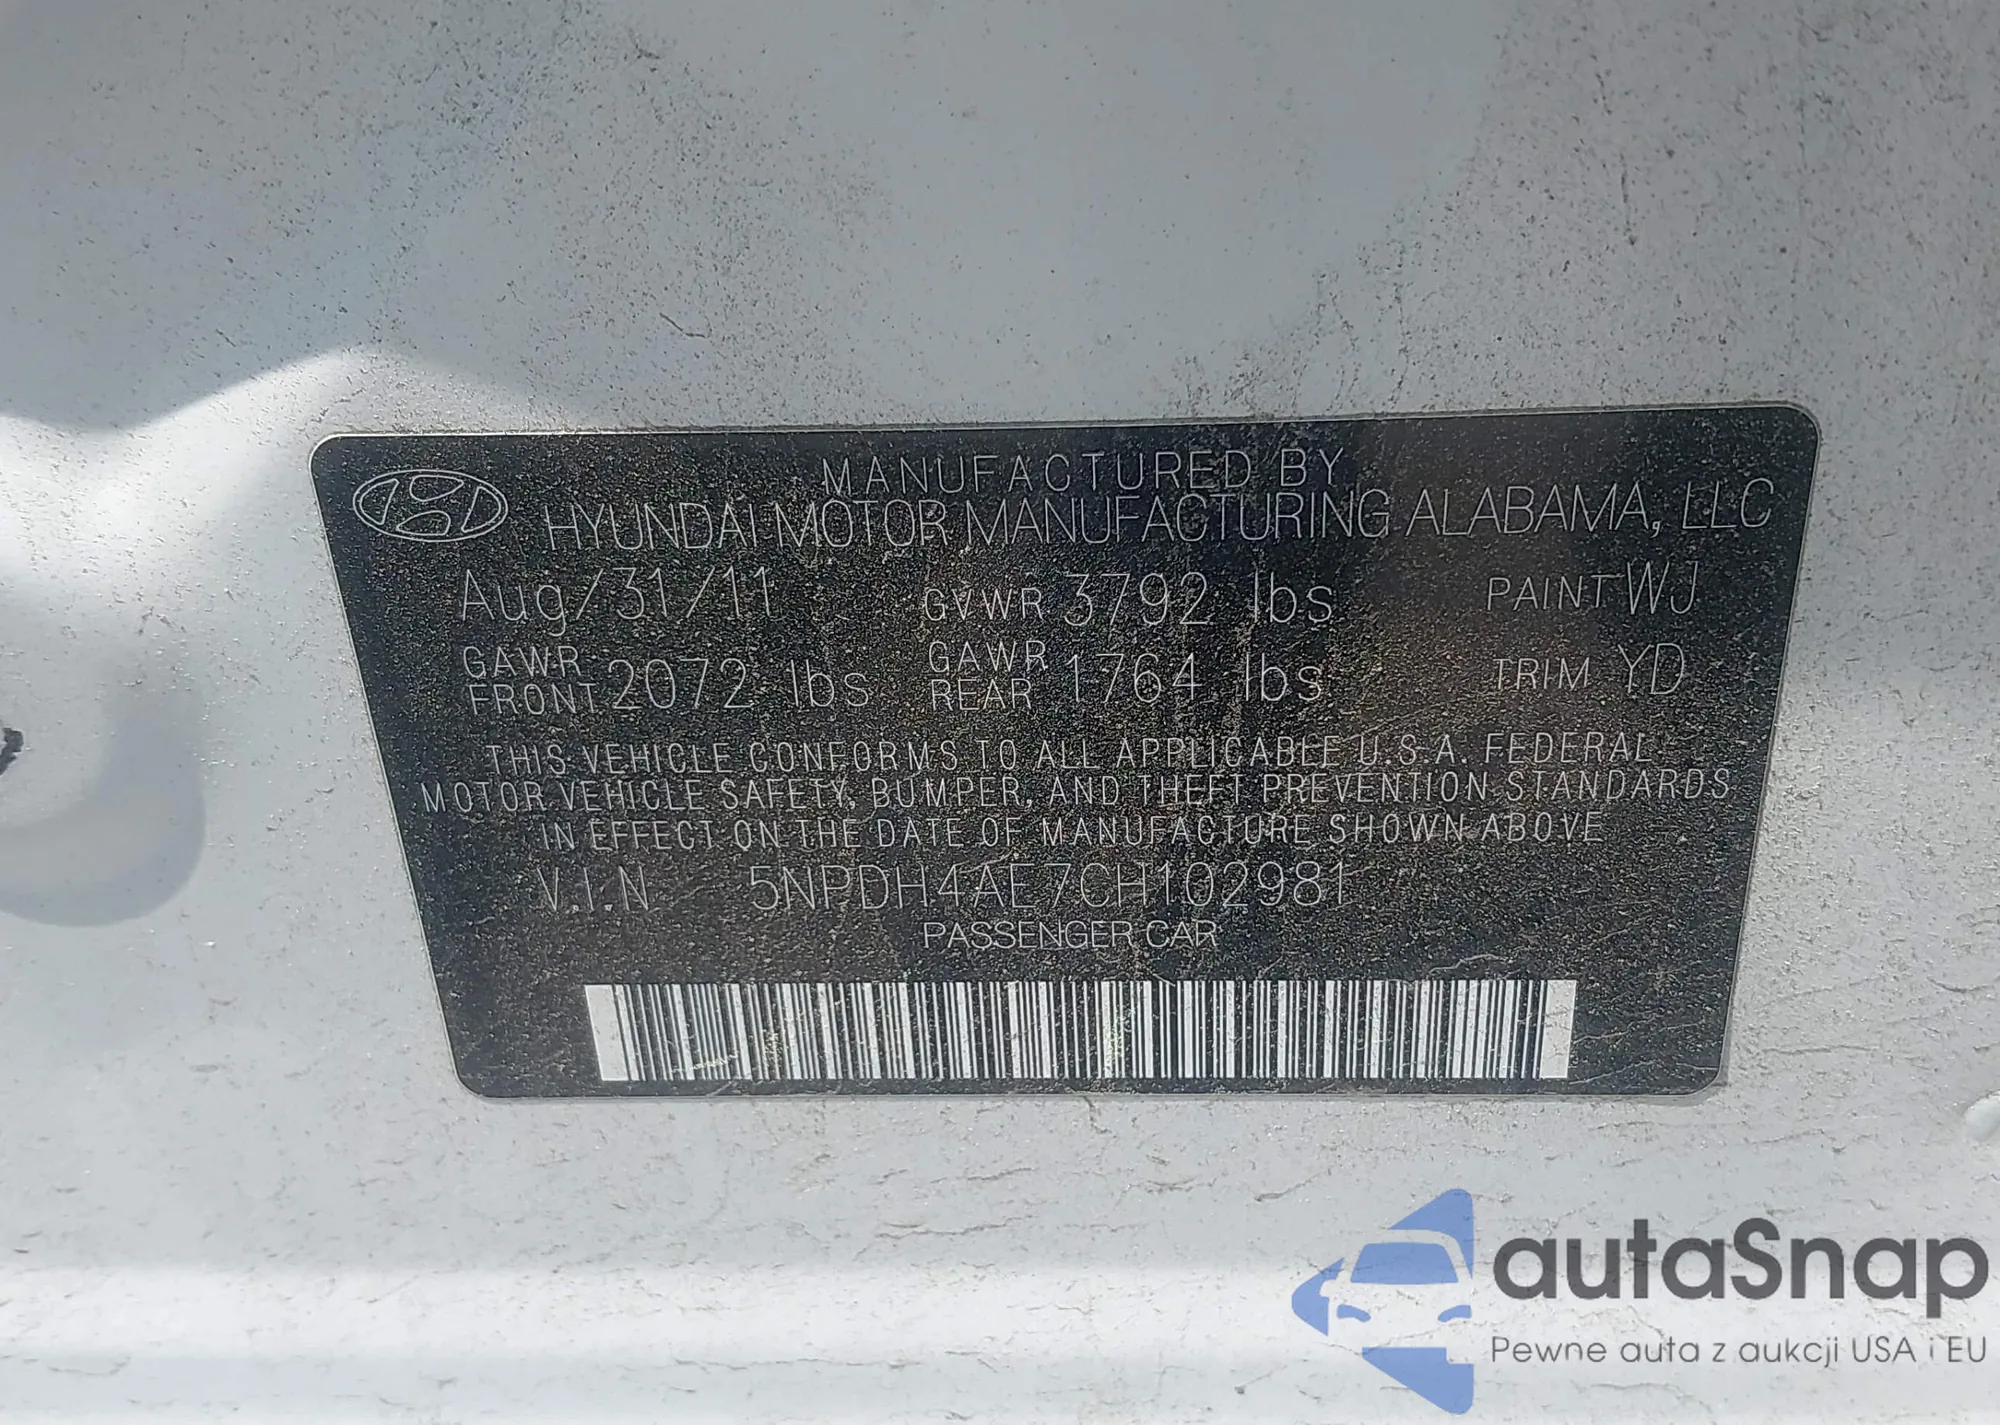 MANUFACTURED BY
HYUNDAI MOTOR MANUFACTURING ALABAMA, LLC
Aug/31/11 GVWR 3792 lbs PAINT WJ
GAWR FRONT 2072 lbs GAWR REAR 1764 lbs TRIM YD
THIS VEHICLE CONFORMS TO ALL APPLICABLE U.S.A. FEDERAL
MOTOR VEHICLE SAFETY, BUMPER, AND THEFT PREVENTION STANDARDS
IN EFFECT ON THE DATE OF MANUFACTURE SHOWN ABOVE
V.I.N 5NPDH4AE7CH102981
PASSENGER CAR
autaSnap
Pewne auta z aukcji USA i EU